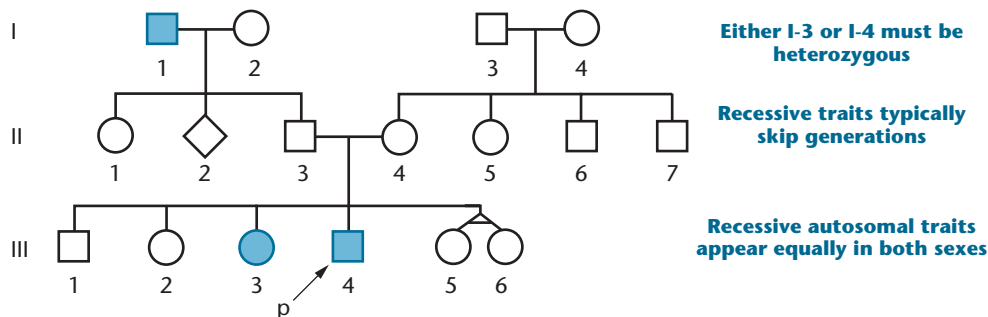 I
1
2
3
4
Either I-3 or I-4 must be
heterozygous
II
1
2
3
4
5
6
7
Recessive traits typically
skip generations
III
1
2
3
4
5
6
p
Recessive autosomal traits
appear equally in both sexes